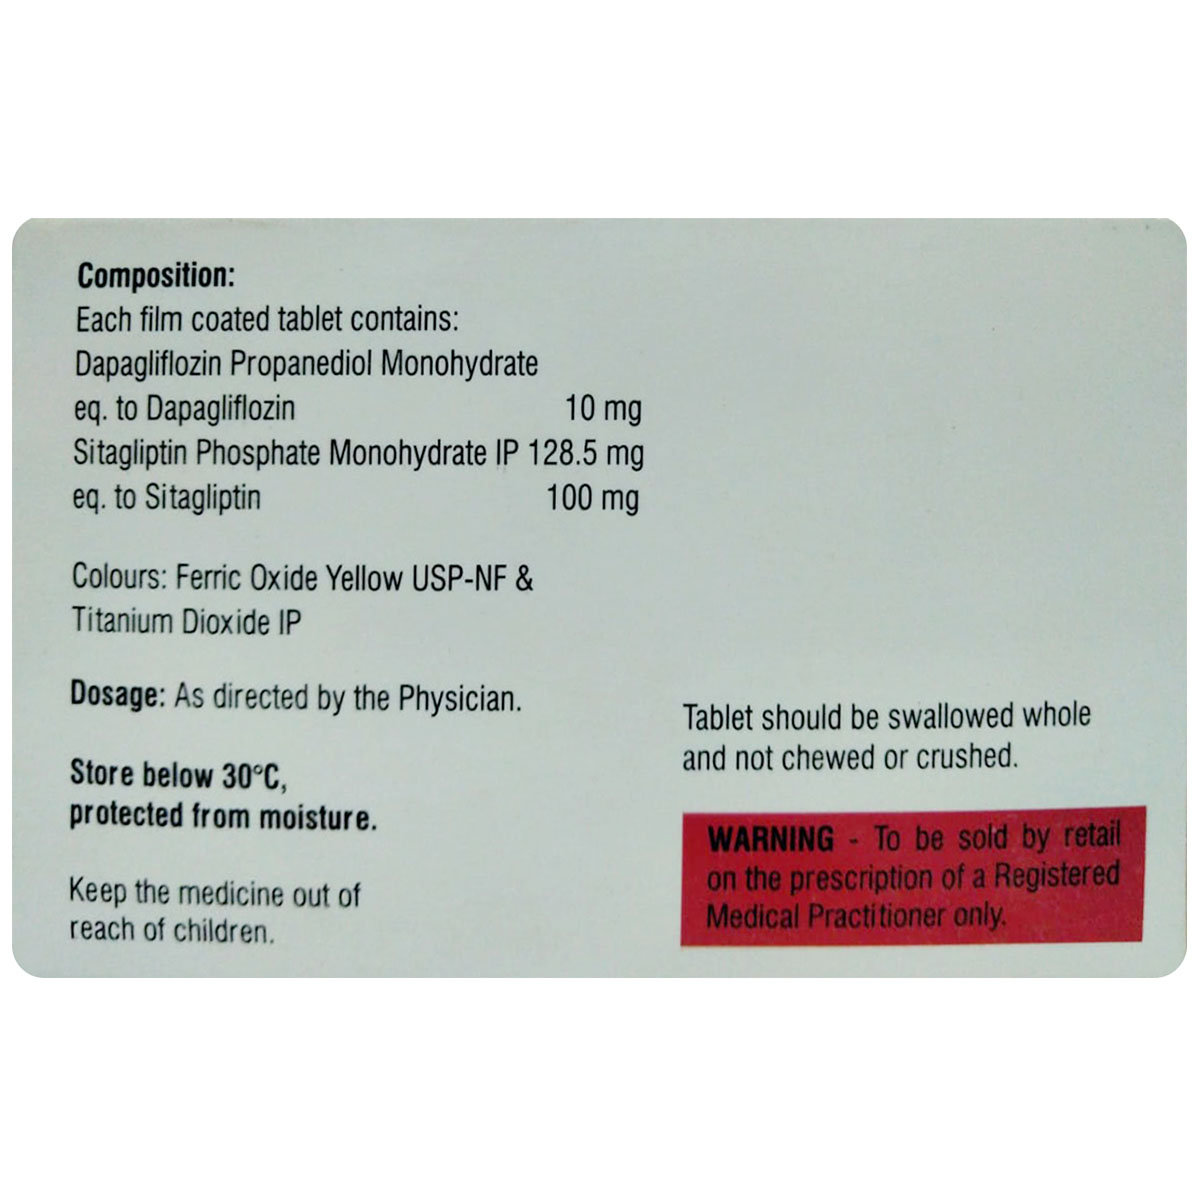 Composition:
Each film coated tablet contains:
Dapagliflozin Propanediol Monohydrate
eq. to Dapagliflozin 10 mg
Sitagliptin Phosphate Monohydrate IP 128.5 mg
eq. to Sitagliptin 100 mg
Colours: Ferric Oxide Yellow USP-NF &
Titanium Dioxide IP
Dosage: As directed by the Physician.
Store below 30°C,
protected from moisture.
Keep the medicine out of
reach of children.
Tablet should be swallowed whole
and not chewed or crushed.
WARNING - To be sold by retail
on the prescription of a Registered
Medical Practitioner only.